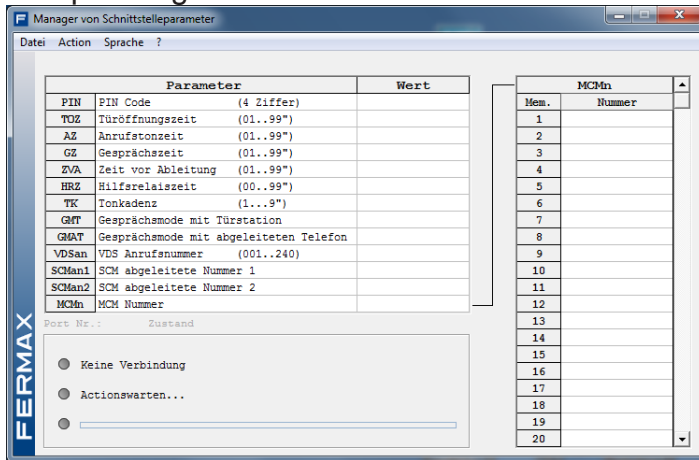 Manager von Schnittstelleparameter
Datei Action Sprache ?
Parameter Wert
PIN PIN Code (4 Ziffer)
TOZ Türöffnungszeit (01..99")
AZ Anrufstonzeit (01..99")
GZ Gesprächszeit (01..99")
ZVA Zeit vor Ableitung (01..99")
HRZ Hilfsrelaiszeit (00..99")
TK Tonkadenz (1...9")
GMT Gesprächsmode mit Türstation
GMAT Gesprächsmode mit abgeleiteten Telefon
VDSan VDS Anrufsnummer (001..240)
SCMan1 SCM abgeleitete Nummer 1
SCMan2 SCM abgeleitete Nummer 2
MCMn MCM Nummer
Port Nr.: Zustand
Keine Verbindung
Actionswarten...
FERMAX
MCMn
Mem. Nummer
1
2
3
4
5
6
7
8
9
10
11
12
13
14
15
16
17
18
19
20